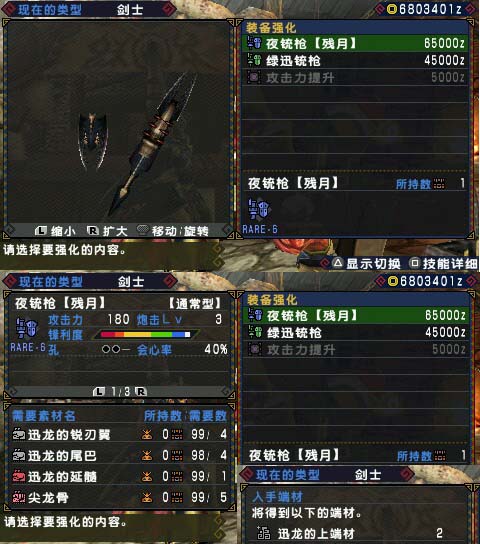 现在的类型 剑士
6803401z
装备强化
夜铳枪【残月】 65000z
绿迅铳枪 45000z
攻击力提升 5000z
夜铳枪【残月】 所持数 1
RARE-6
L 缩小 R 扩大 移动/旋转
请选择要强化的内容。
△显示切换 □技能详细
现在的类型 剑士
6803401z
夜铳枪【残月】 【通常型】
攻击力 180 炮击Lv 3
锋利度
RARE-6
孔 ○○― 会心率 40%
L 1/3 R
需要素材名 所持数 需要数
迅龙的锐刃翼 0 99/ 4
迅龙的尾巴 0 98/ 4
迅龙的延髓 0 99/ 1
尖龙骨 0 99/ 5
请选择要强化的内容。
装备强化
夜铳枪【残月】 65000z
绿迅铳枪 45000z
攻击力提升 5000z
夜铳枪【残月】 所持数 1
现在的类型 剑士
入手端材
将得到以下的端材。
迅龙的上端材 2